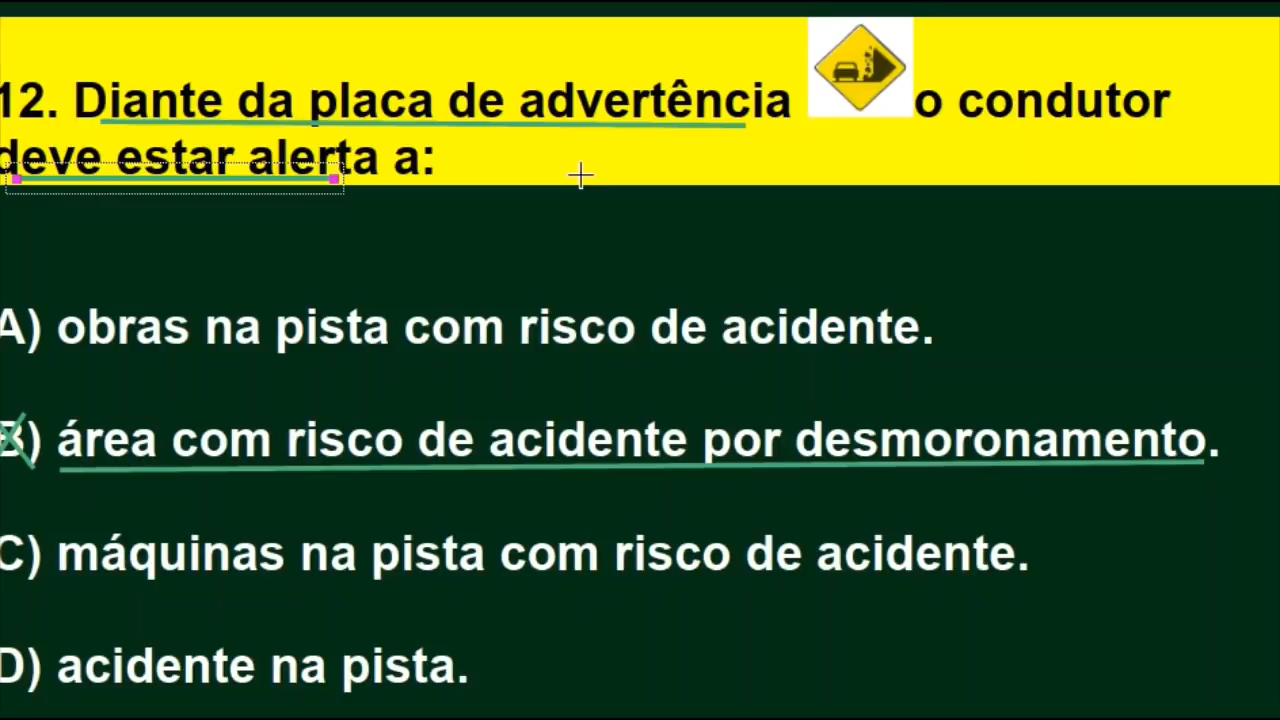 12. Diante da placa de advertência o condutor
deve estar alerta a:
A) obras na pista com risco de acidente.
B) área com risco de acidente por desmoronamento.
C) máquinas na pista com risco de acidente.
D) acidente na pista.